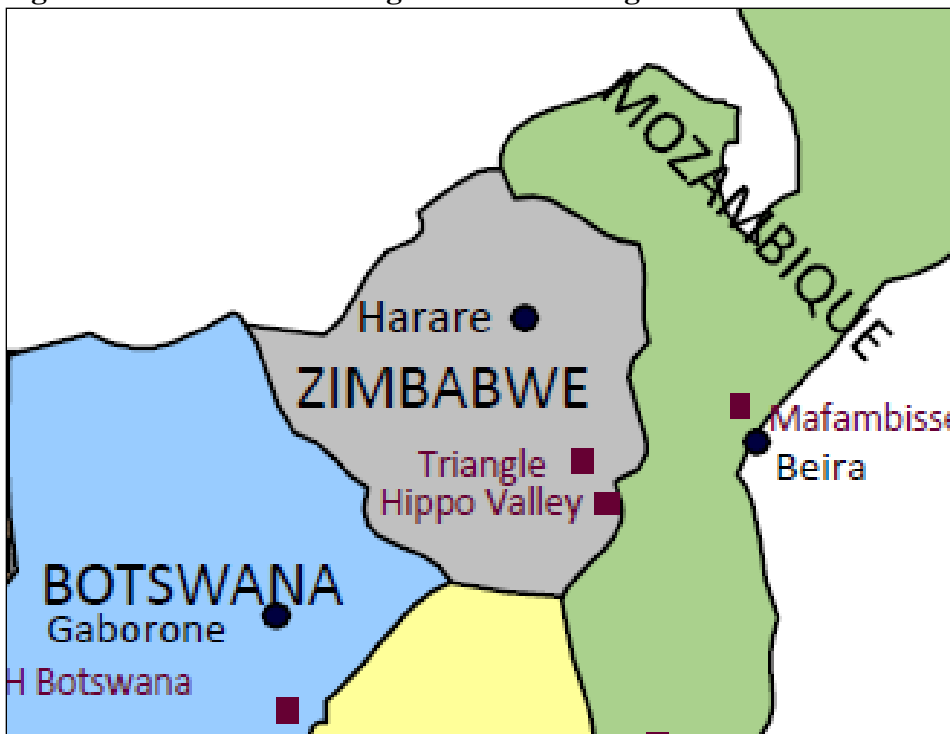 MOZAMBIQUE
Harare
ZIMBABWE
Mafambisse
Triangle
Beira
Hippo Valley
BOTSWANA
Gaborone
H Botswana